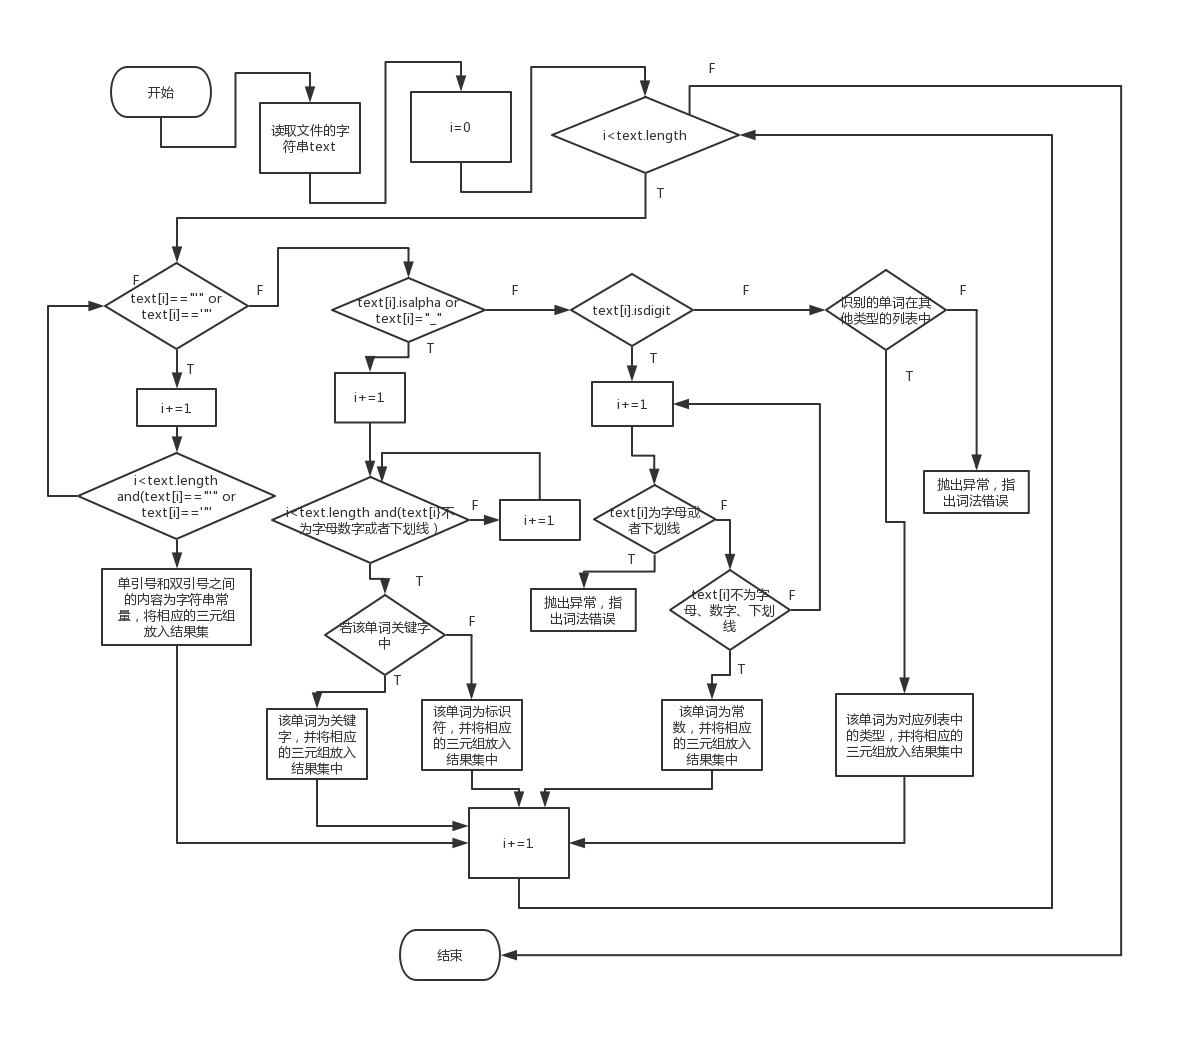 开始
读取文件的字
符串text
i=0
i<text.length
F
T
F
text[i]=="'" or
text[i]=='"'
F
T
i+=1
i<text.length
and(text[i]=="'" or
text[i]=='"'
单引号和双引号之间
的内容为字符串常
量，将相应的三元组
放入结果集
text[i].isalpha or
text[i]="_"
F
T
i+=1
i<text.length and(text[i}不
为字母数字或者下划线）
F
i+=1
T
若该单词关键字
中
F
T
该单词为关键
字，并将相应
的三元组放入
结果集中
该单词为标识
符，并将相应
的三元组放入
结果集中
text[i].isdigit
F
T
i+=1
text[i]为字母或
者下划线
F
T
抛出异常，指
出词法错误
text[i]不为字
母、数字、下划
线
F
T
该单词为常
数，并将相应
的三元组放入
结果集中
识别的单词在其
他类型的列表中
F
T
抛出异常，指
出词法错误
该单词为对应列表中
的类型，并将相应的
三元组放入结果集中
i+=1
结束